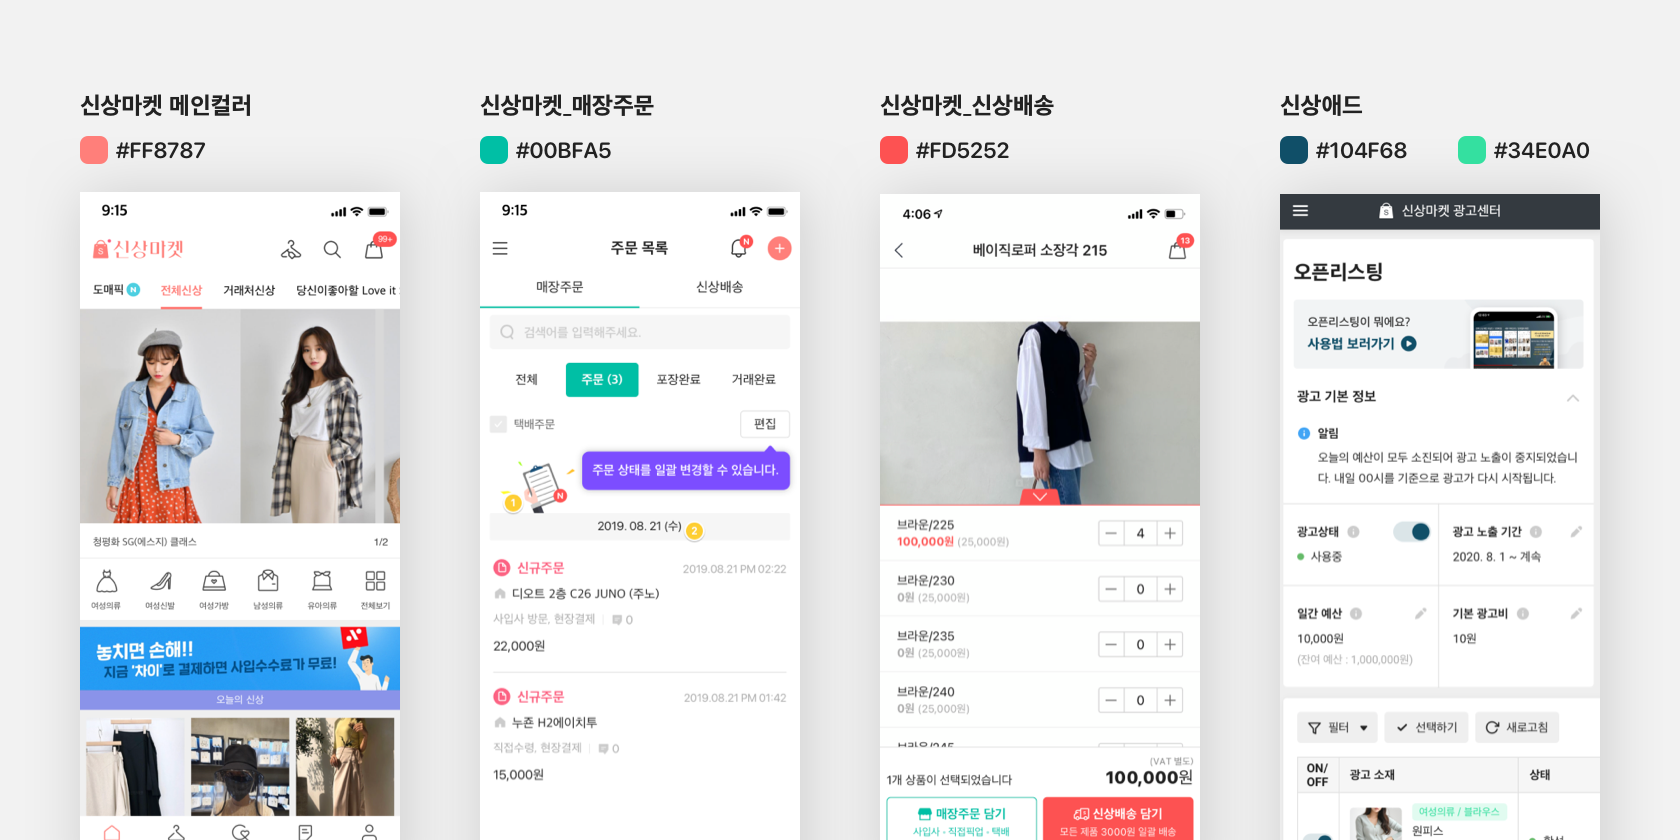 신상마켓 메인컬러
#FF8787
9:15
신상마켓
99+
도매픽 N 전체신상 거래처신상 당신이좋아할 Love it
청평화 SG(에스지) 클래스
1/2
여성의류 여성신발 여성가방 남성의류 유아의류 전체보기
놓치면 손해!!
지금 '차이'로 결제하면 사입수수료가 무료!
오늘의 신상
신상마켓_매장주문
#00BFA5
9:15
주문 목록
N
매장주문 신상배송
검색어를 입력해주세요.
전체 주문 (3) 포장완료 거래완료
택배주문 편집
주문 상태를 일괄 변경할 수 있습니다.
1
N
2019. 08. 21 (수)
2
신규주문 2019.08.21 PM 02:22
디오트 2층 C26 JUNO (주노)
사입사 방문, 현장결제 0
22,000원
신규주문 2019.08.21 PM 01:42
누죤 H2에이치투
직접수령, 현장결제 0
15,000원
신상마켓_신상배송
#FD5252
4:06
베이직로퍼 소장각 215
13
브라운/225
100,000원 (25,000원)
4
브라운/230
0원 (25,000원)
0
브라운/235
0원 (25,000원)
0
브라운/240
0원 (25,000원)
0
브라운/245
(VAT 별도)
1개 상품이 선택되었습니다 100,000원
매장주문 담기
사입사 · 직접픽업 · 택배
신상배송 담기
모든 제품 3000원 일괄 배송
신상애드
#104F68
#34E0A0
신상마켓 광고센터
오픈리스팅
오픈리스팅이 뭐에요?
사용법 보러가기
광고 기본 정보
알림
오늘의 예산이 모두 소진되어 광고 노출이 중지되었습니
다. 내일 00시를 기준으로 광고가 다시 시작됩니다.
광고상태
사용중
광고 노출 기간
2020. 8. 1 ~ 계속
일간 예산
10,000원
(잔여 예산 : 1,000,000원)
기본 광고비
10원
필터 선택하기 새로고침
ON/
OFF
광고 소재
상태
여성의류 / 블라우스
원피스